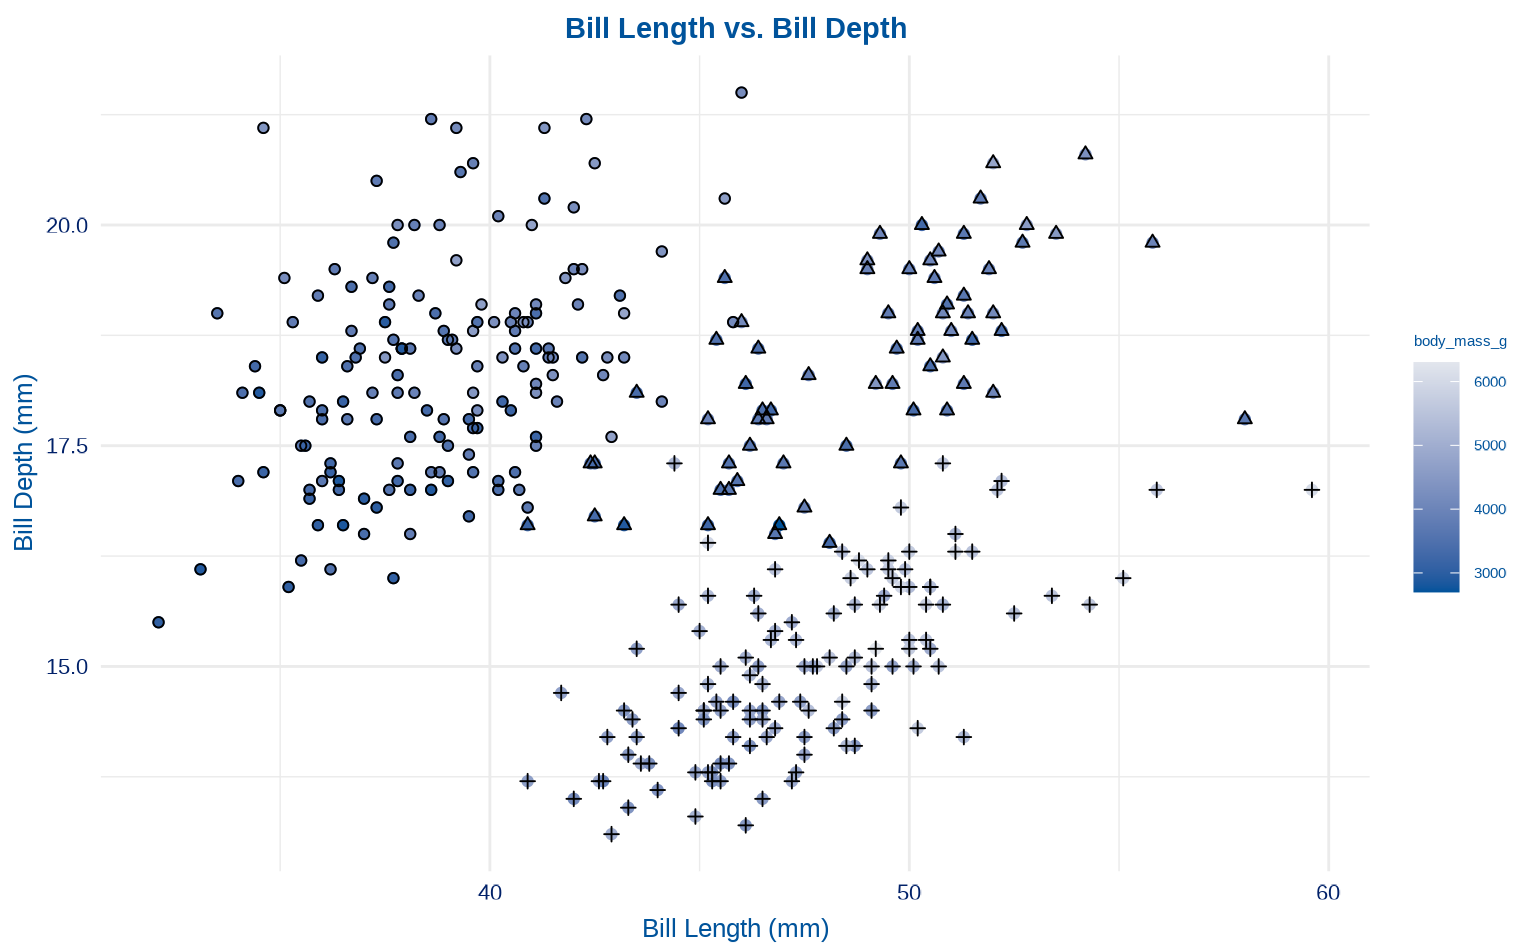 Bill Length vs. Bill Depth
Bill Depth (mm)
20.0
17.5
15.0
40
50
60
Bill Length (mm)
body_mass_g
6000
5000
4000
3000